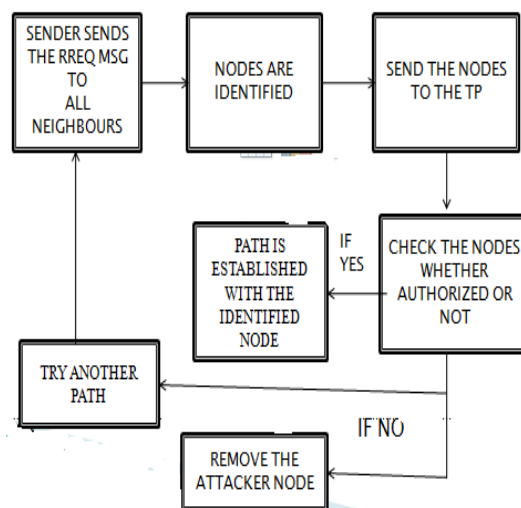 SENDER SENDS
THE RREQ MSG
TO
ALL
NEIGHBOURS
NODES ARE
IDENTIFIED
SEND THE NODES
TO THE TP
PATH IS
ESTABLISHED
WITH THE
IDENTIFIED
NODE
IF
YES
CHECK THE NODES
WHETHER
AUTHORIZED OR
NOT
TRY ANOTHER
PATH
IF NO
REMOVE THE
ATTACKER NODE